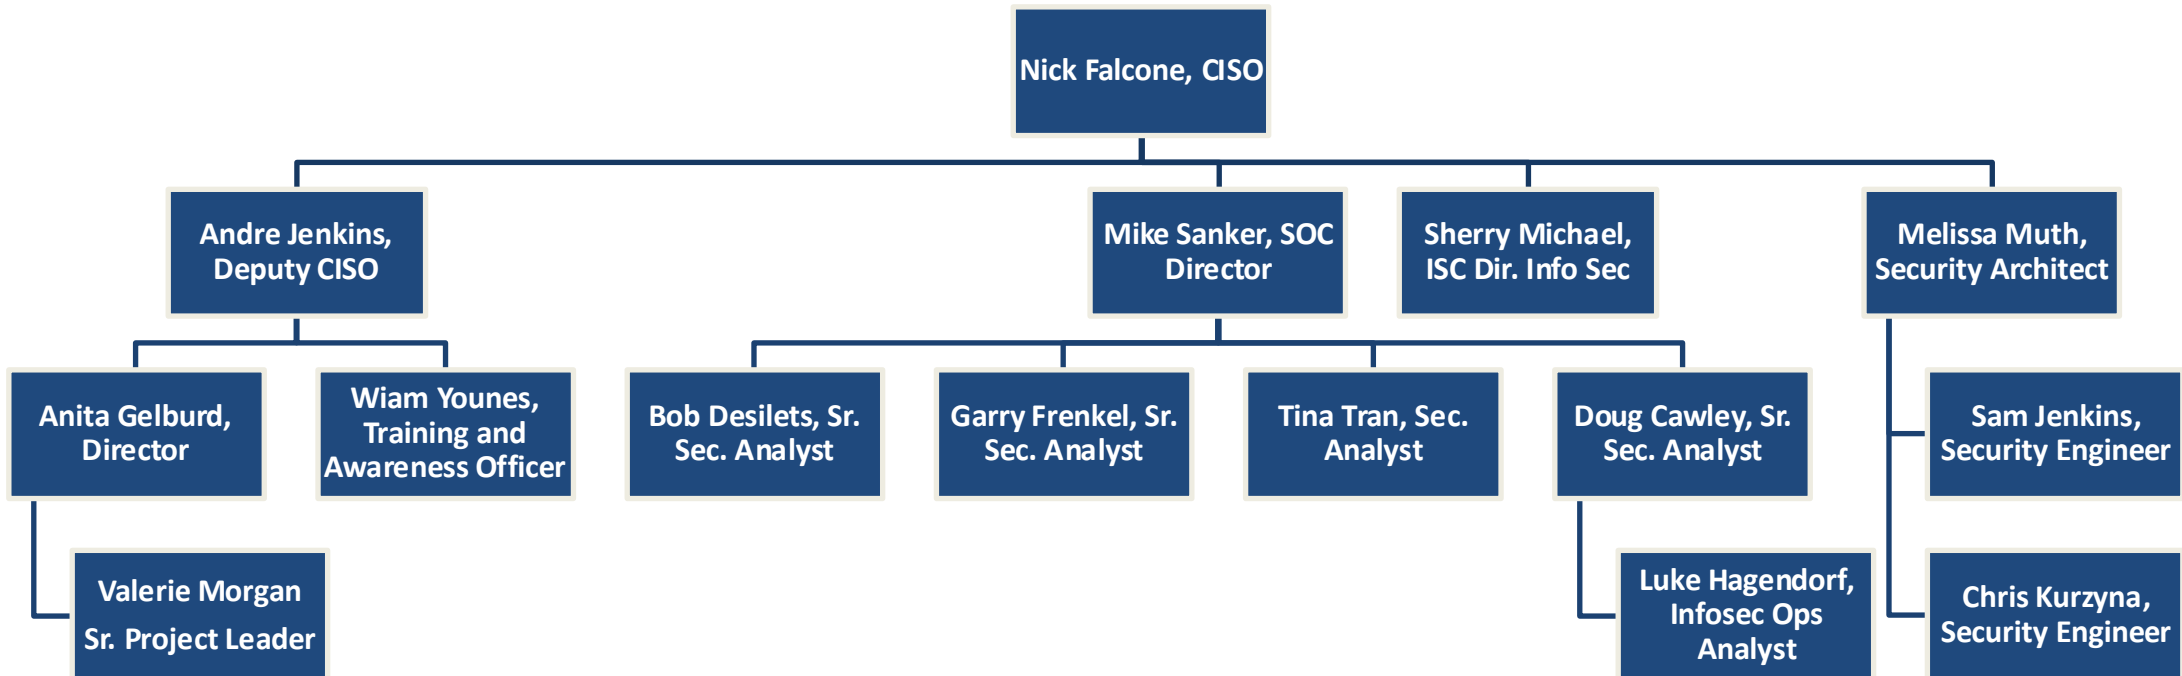 Nick Falcone, CISO
Andre Jenkins,
Deputy CISO
Mike Sanker, SOC
Director
Sherry Michael,
ISC Dir. Info Sec
Melissa Muth,
Security Architect
Anita Gelburd,
Director
Wiam Younes,
Training and
Awareness Officer
Bob Desilets, Sr.
Sec. Analyst
Garry Frenkel, Sr.
Sec. Analyst
Tina Tran, Sec.
Analyst
Doug Cawley, Sr.
Sec. Analyst
Sam Jenkins,
Security Engineer
Valerie Morgan
Sr. Project Leader
Luke Hagendorf,
Infosec Ops
Analyst
Chris Kurzyna,
Security Engineer